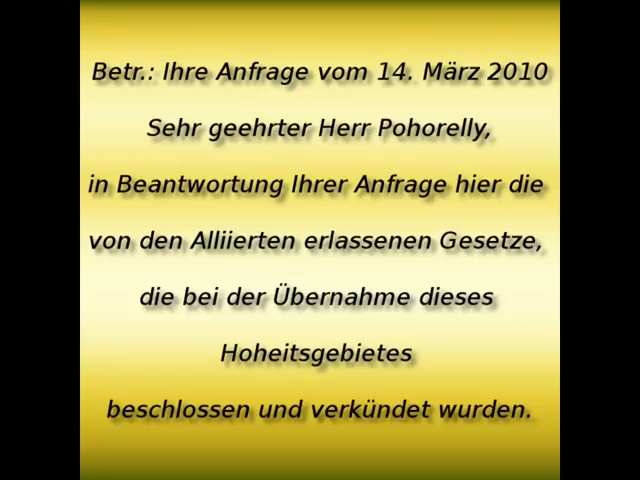 Betr.: Ihre Anfrage vom 14. März 2010
Sehr geehrter Herr Pohorelly,
in Beantwortung Ihrer Anfrage hier die
von den Alliierten erlassenen Gesetze,
die bei der Übernahme dieses
Hoheitsgebietes
beschlossen und verkündet wurden.